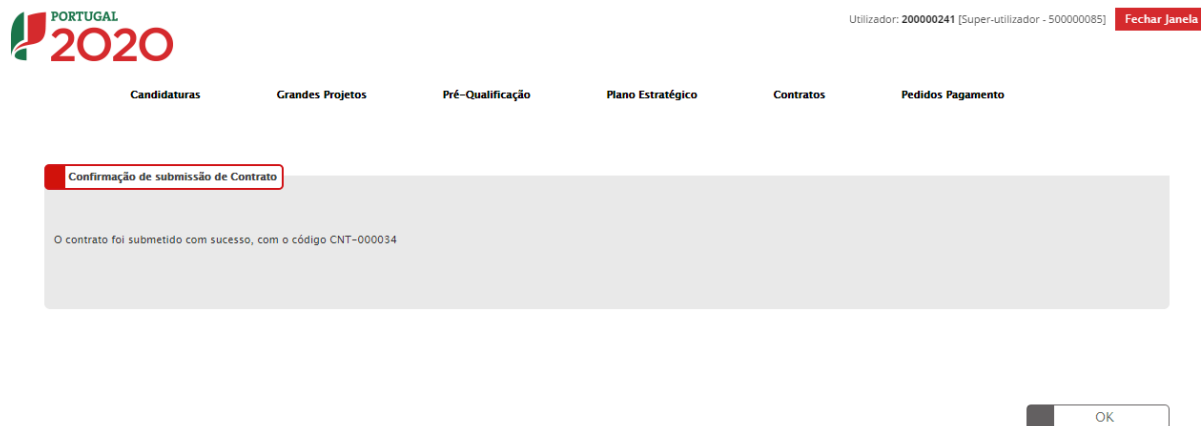 PORTUGAL
2020
Utilizador: 200000241 [Super-utilizador - 500000085]
Fechar Janela
Candidaturas Grandes Projetos Pré-Qualificação Plano Estratégico Contratos Pedidos Pagamento
Confirmação de submissão de Contrato
O contrato foi submetido com sucesso, com o código CNT-000034
OK